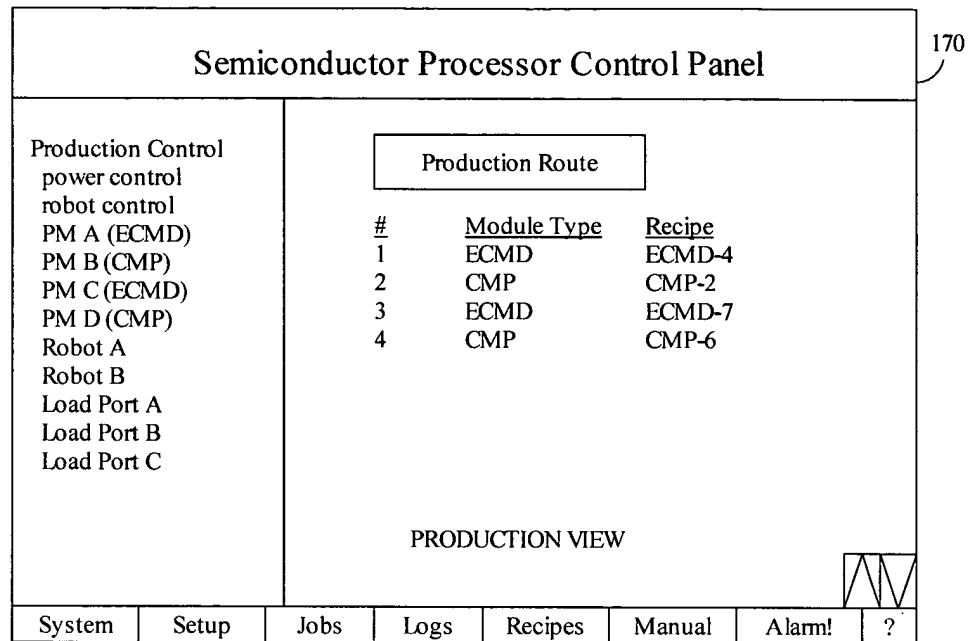 Semiconductor Processor Control Panel
170
Production Control
power control
robot control
PM A (ECMD)
PM B (CMP)
PM C (ECMD)
PM D (CMP)
Robot A
Robot B
Load Port A
Load Port B
Load Port C
Production Route
# Module Type Recipe
1 ECMD ECMD-4
2 CMP CMP-2
3 ECMD ECMD-7
4 CMP CMP-6
PRODUCTION VIEW
System Setup Jobs Logs Recipes Manual Alarm! ?